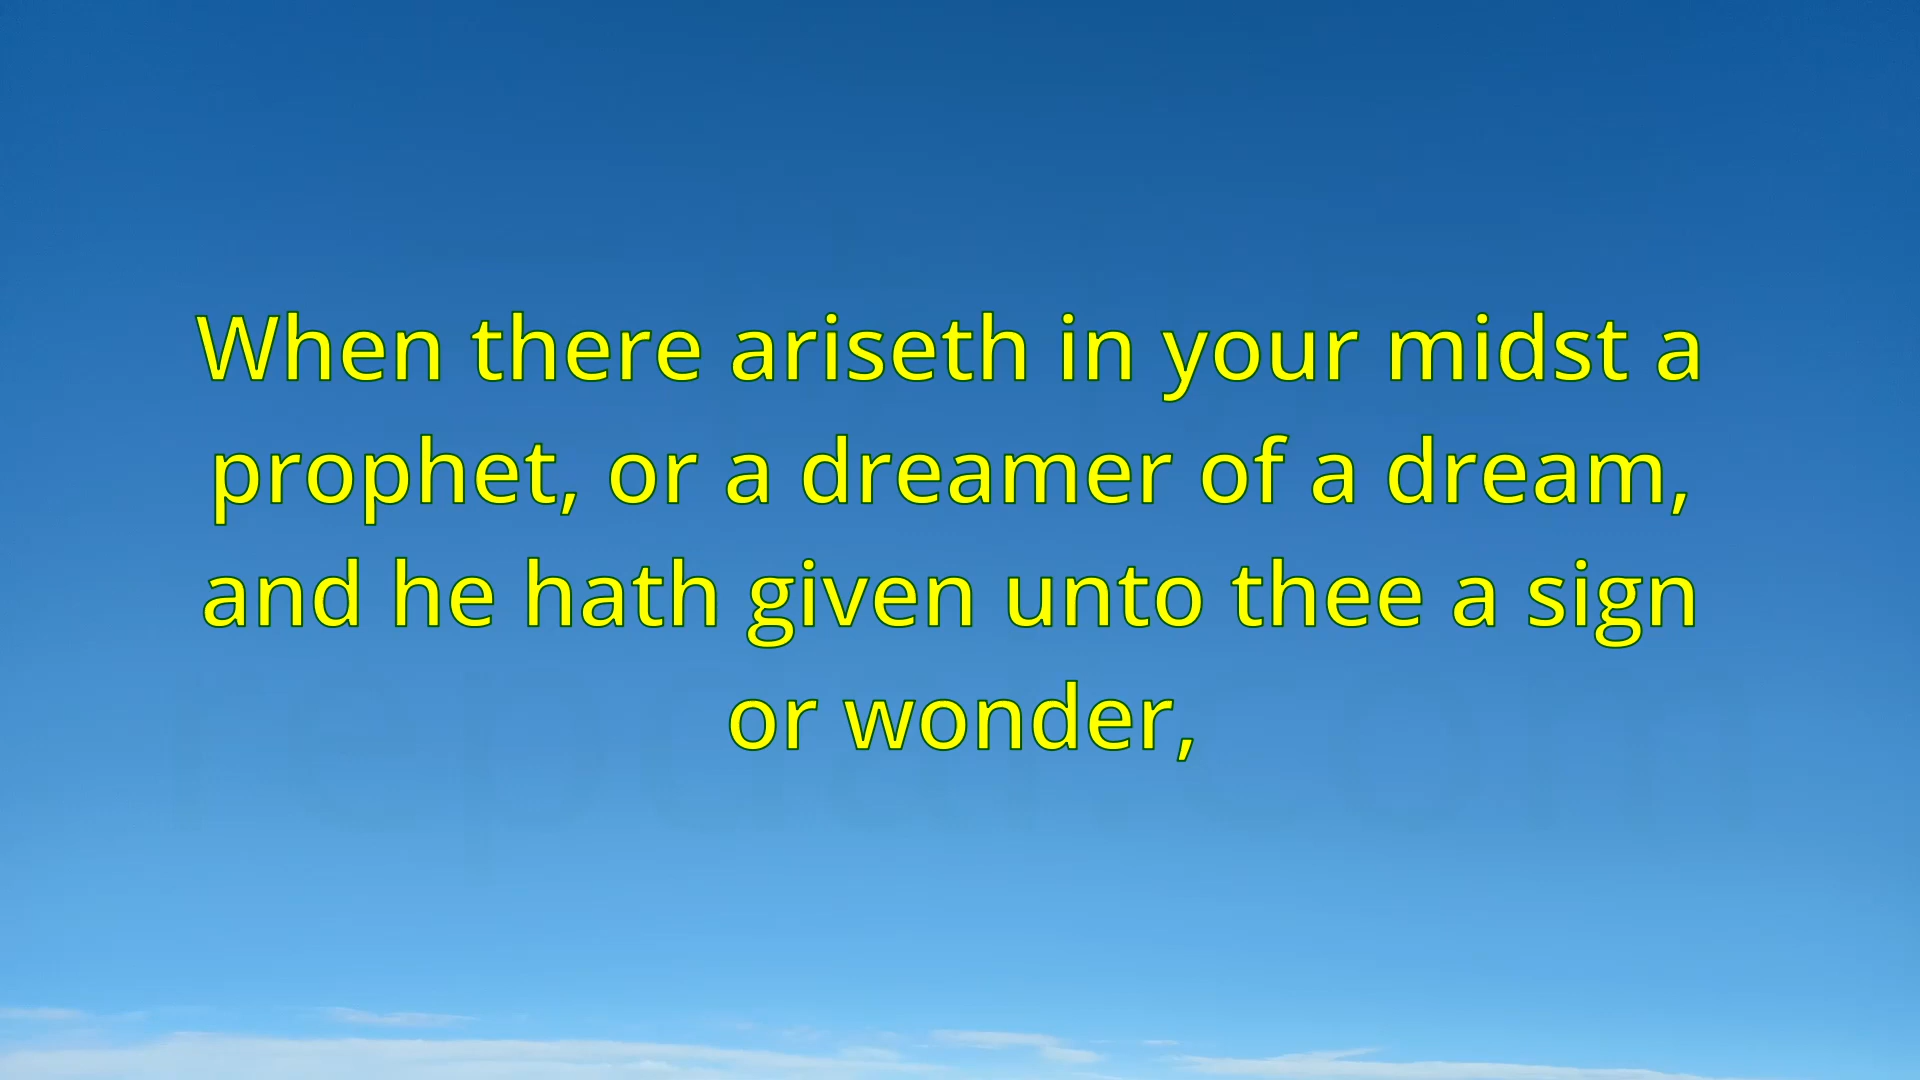 When there ariseth in your midst a
prophet, or a dreamer of a dream,
and he hath given unto thee a sign
or wonder,